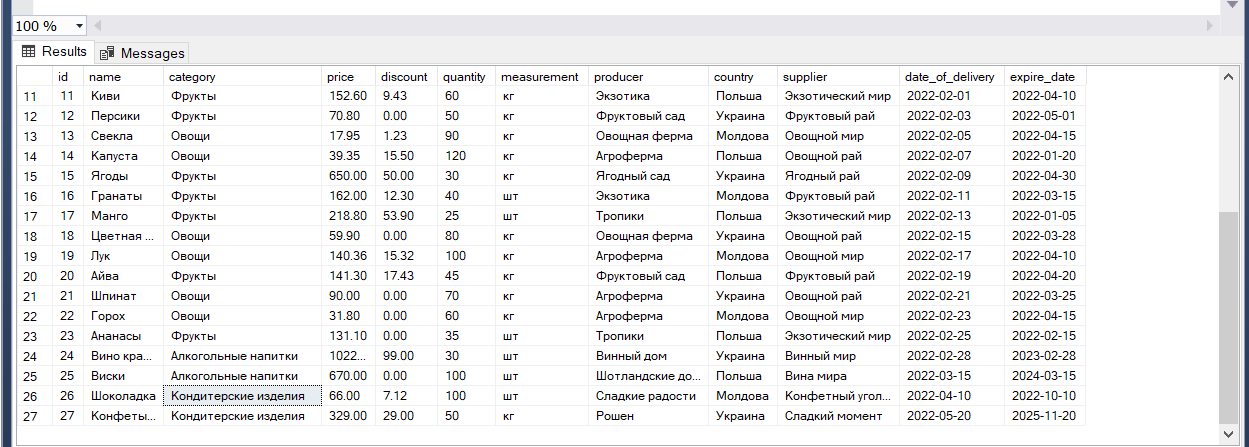 100 %
Results Messages
id name category price discount quantity measurement producer country supplier date_of_delivery expire_date
11 11 Киви Фрукты 152.60 9.43 60 кг Экзотика Польша Экзотический мир 2022-02-01 2022-04-10
12 12 Персики Фрукты 70.80 0.00 50 кг Фруктовый сад Украина Фруктовый рай 2022-02-03 2022-05-01
13 13 Свекла Овощи 17.95 1.23 90 кг Овощная ферма Молдова Овощной мир 2022-02-05 2022-04-15
14 14 Капуста Овощи 39.35 15.50 120 кг Агроферма Польша Овощной рай 2022-02-07 2022-01-20
15 15 Ягоды Фрукты 650.00 50.00 30 кг Ягодный сад Украина Ягодный рай 2022-02-09 2022-04-30
16 16 Гранаты Фрукты 162.00 12.30 40 шт Экзотика Молдова Фруктовый рай 2022-02-11 2022-03-15
17 17 Манго Фрукты 218.80 53.90 25 шт Тропики Польша Экзотический мир 2022-02-13 2022-01-05
18 18 Цветная ... Овощи 59.90 0.00 80 кг Овощная ферма Украина Овощной рай 2022-02-15 2022-03-28
19 19 Лук Овощи 140.36 15.32 100 кг Агроферма Молдова Овощной мир 2022-02-17 2022-04-10
20 20 Айва Фрукты 141.30 17.43 45 кг Фруктовый сад Польша Фруктовый рай 2022-02-19 2022-04-20
21 21 Шпинат Овощи 90.00 0.00 70 кг Агроферма Украина Овощной рай 2022-02-21 2022-03-25
22 22 Горох Овощи 31.80 0.00 60 кг Агроферма Молдова Овощной мир 2022-02-23 2022-04-15
23 23 Ананасы Фрукты 131.10 0.00 35 шт Тропики Польша Экзотический мир 2022-02-25 2022-02-15
24 24 Вино кра... Алкогольные напитки 1022... 99.00 30 шт Винный дом Украина Винный мир 2022-02-28 2023-02-28
25 25 Виски Алкогольные напитки 670.00 0.00 100 шт Шотландские до... Польша Вина мира 2022-03-15 2024-03-15
26 26 Шоколадка Кондитерские изделия 66.00 7.12 100 шт Сладкие радости Молдова Конфетный угол... 2022-04-10 2022-10-10
27 27 Конфеты... Кондитерские изделия 329.00 29.00 50 кг Рошен Украина Сладкий момент 2022-05-20 2025-11-20